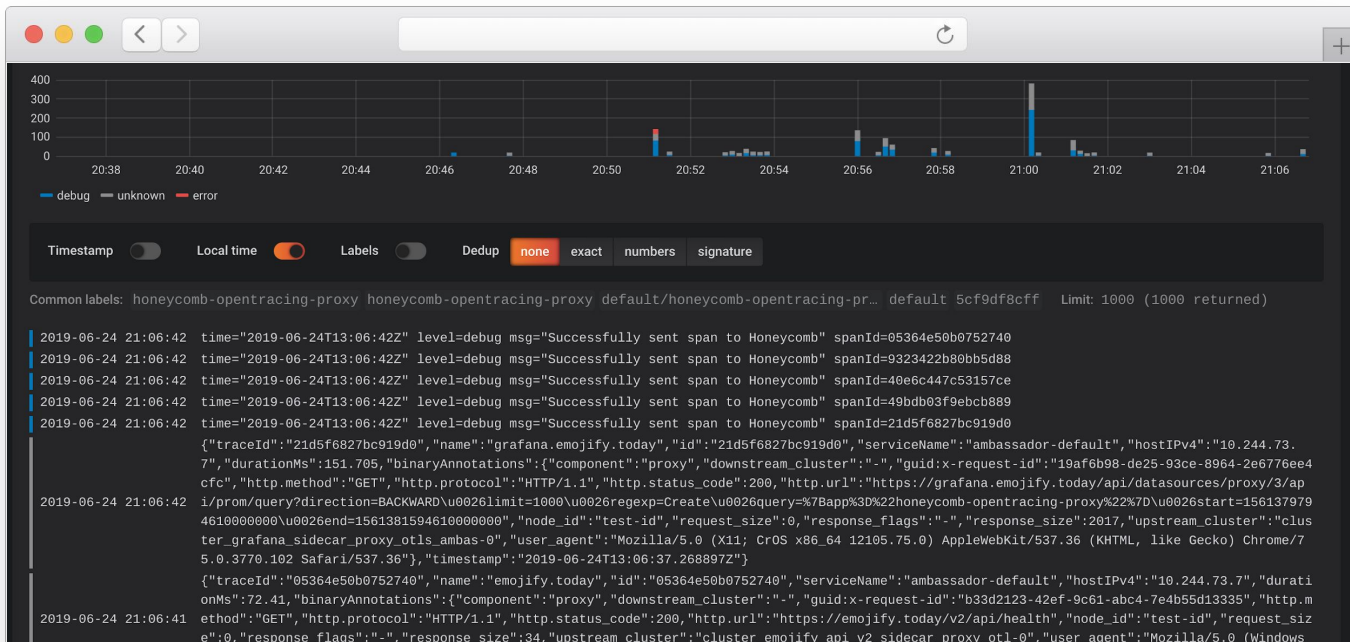 400
300
200
100
0
20:38 20:40 20:42 20:44 20:46 20:48 20:50 20:52 20:54 20:56 20:58 21:00 21:02 21:04 21:06
debug unknown error
Timestamp Local time Labels Dedup none exact numbers signature
Common labels: honeycomb-opentracing-proxy honeycomb-opentracing-proxy default/honeycomb-opentracing-pr… default 5cf9df8cff Limit: 1000 (1000 returned)
2019-06-24 21:06:42 time="2019-06-24T13:06:42Z" level=debug msg="Successfully sent span to Honeycomb" spanId=05364e50b0752740
2019-06-24 21:06:42 time="2019-06-24T13:06:42Z" level=debug msg="Successfully sent span to Honeycomb" spanId=9323422b80bb5d88
2019-06-24 21:06:42 time="2019-06-24T13:06:42Z" level=debug msg="Successfully sent span to Honeycomb" spanId=40e6c447c53157ce
2019-06-24 21:06:42 time="2019-06-24T13:06:42Z" level=debug msg="Successfully sent span to Honeycomb" spanId=49bdb03f9ebcb889
2019-06-24 21:06:42 time="2019-06-24T13:06:42Z" level=debug msg="Successfully sent span to Honeycomb" spanId=21d5f6827bc919d0
{"traceId":"21d5f6827bc919d0","name":"grafana.emojify.today","id":"21d5f6827bc919d0","serviceName":"ambassador-default","hostIPv4":"10.244.73.
7","durationMs":151.705,"binaryAnnotations":{"component":"proxy","downstream_cluster":"-","guid:x-request-id":"19af6b98-de25-93ce-8964-2e6776ee4
cfc","http.method":"GET","http.protocol":"HTTP/1.1","http.status_code":200,"http.url":"https://grafana.emojify.today/api/datasources/proxy/3/ap
2019-06-24 21:06:42 i/prom/query?direction=BACKWARD\u0026limit=1000\u0026regexp=Create\u0026query=%7Bapp%3D%22honeycomb-opentracing-proxy%22%7D\u0026start=156137979
4610000000\u0026end=1561381594610000000","node_id":"test-id","request_size":0,"response_flags":"-","response_size":2017,"upstream_cluster":"clus
ter_grafana_sidecar_proxy_otls_ambas-0","user_agent":"Mozilla/5.0 (X11; CrOS x86_64 12105.75.0) AppleWebKit/537.36 (KHTML, like Gecko) Chrome/7
5.0.3770.102 Safari/537.36"},"timestamp":"2019-06-24T13:06:37.268897Z"}
{"traceId":"05364e50b0752740","name":"emojify.today","id":"05364e50b0752740","serviceName":"ambassador-default","hostIPv4":"10.244.73.7","durati
onMs":72.41,"binaryAnnotations":{"component":"proxy","downstream_cluster":"-","guid:x-request-id":"b33d2123-42ef-9c61-abc4-7e4b55d13335","http.m
2019-06-24 21:06:41 ethod":"GET","http.protocol":"HTTP/1.1","http.status_code":200,"http.url":"https://emojify.today/v2/api/health","node_id":"test-id","request_siz
e":0,"response_flags":"-","response_size":34,"upstream_cluster":"cluster_emojify_api_v2_sidecar_proxy_otl-0","user_agent":"Mozilla/5.0 (Windows